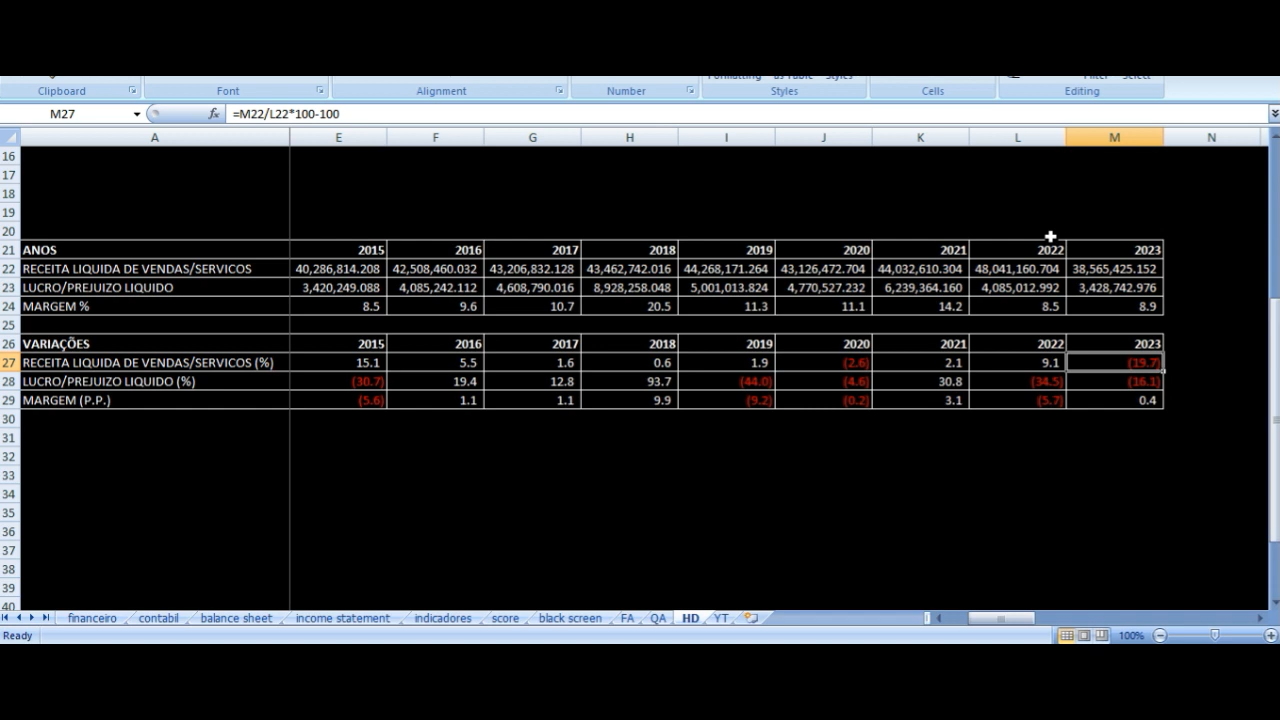 Formatting as Table Styles Filter Select
Clipboard Font Alignment Number Styles Cells Editing
M27 fx =M22/L22*100-100
A E F G H I J K L M N
16
17
18
19
20
21 ANOS 2015 2016 2017 2018 2019 2020 2021 2022 2023
22 RECEITA LIQUIDA DE VENDAS/SERVICOS 40,286,814.208 42,508,460.032 43,206,832.128 43,462,742.016 44,268,171.264 43,126,472.704 44,032,610.304 48,041,160.704 38,565,425.152
23 LUCRO/PREJUIZO LIQUIDO 3,420,249.088 4,085,242.112 4,608,790.016 8,928,258.048 5,001,013.824 4,770,527.232 6,239,364.160 4,085,012.992 3,428,742.976
24 MARGEM % 8.5 9.6 10.7 20.5 11.3 11.1 14.2 8.5 8.9
25
26 VARIAÇÕES 2015 2016 2017 2018 2019 2020 2021 2022 2023
27 RECEITA LIQUIDA DE VENDAS/SERVICOS (%) 15.1 5.5 1.6 0.6 1.9 (2.6) 2.1 9.1 (19.7)
28 LUCRO/PREJUIZO LIQUIDO (%) (30.7) 19.4 12.8 93.7 (44.0) (4.6) 30.8 (34.5) (16.1)
29 MARGEM (P.P.) (5.6) 1.1 1.1 9.9 (9.2) (0.2) 3.1 (5.7) 0.4
30
31
32
33
34
35
36
37
38
39
40
financeiro contabil balance sheet income statement indicadores score black screen FA QA HD YT
Ready 100%